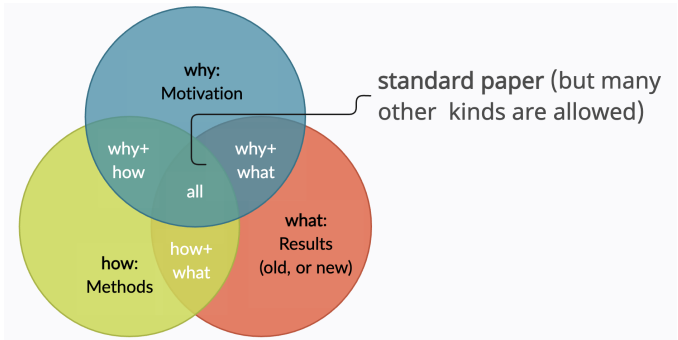 why:
Motivation
standard paper (but many
other kinds are allowed)
why+
how
why+
what
all
what:
Results
(old, or new)
how+
what
how:
Methods